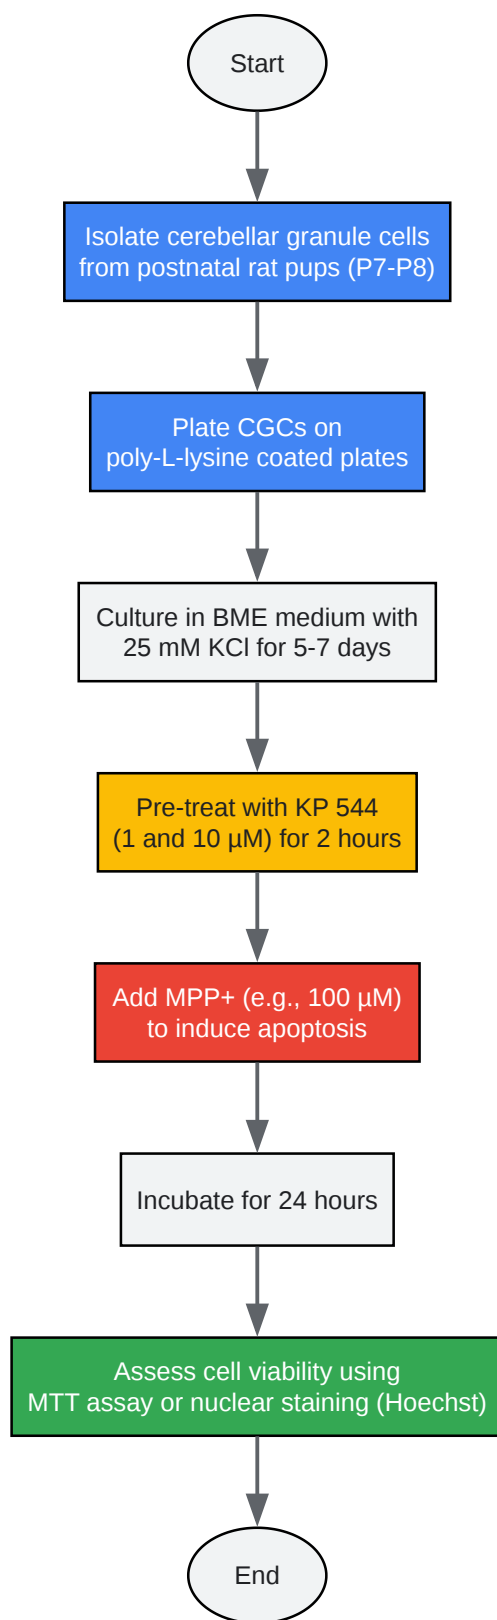 Start
Isolate cerebellar granule cells
from postnatal rat pups (P7-P8)
Plate CGCs on
poly-L-lysine coated plates
Culture in BME medium with
25 mM KCl for 5-7 days
Pre-treat with KP 544
(1 and 10 µM) for 2 hours
Add MPP+ (e.g., 100 µM)
to induce apoptosis
Incubate for 24 hours
Assess cell viability using
MTT assay or nuclear staining (Hoechst)
End